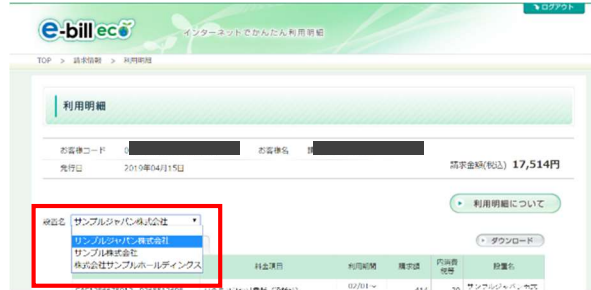 ログアウト
e-bill eco インターネットでかんたん利用明細
TOP > 請求情報 > 利用明細
利用明細
お客様コード お客様名
発行日 2019年04月15日 請求金額(税込) 17,514円
利用明細について
設置名 サンプルジャパン株式会社
サンプルジャパン株式会社 ダウンロード
サンプル株式会社
株式会社サンプルホールディングス
料金項目 利用期間 請求額 内消費税等 設置名
02/01～